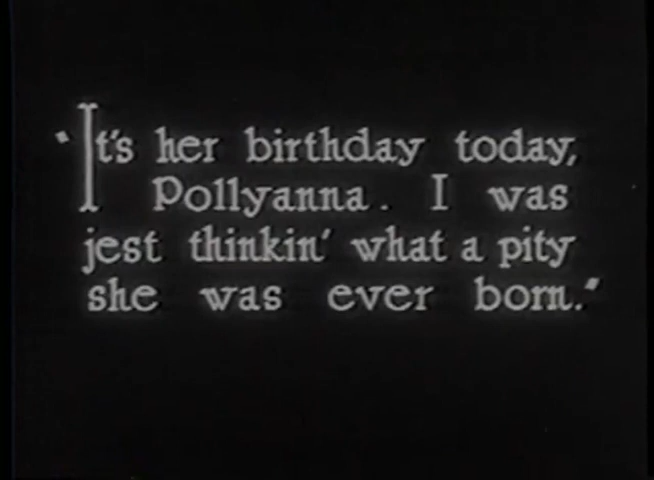 "It's her birthday today,
Pollyanna. I was
jest thinkin' what a pity
she was ever born."